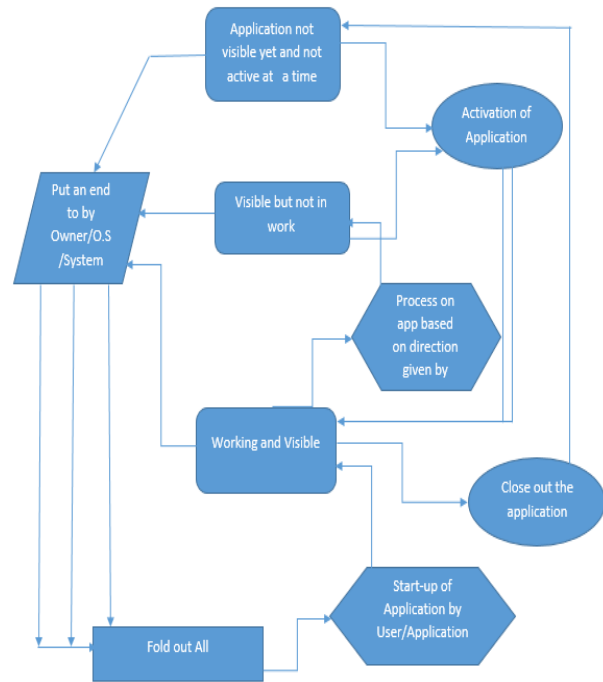 Application not
visible yet and not
active at a time
Activation of
Application
Put an end
to by
Owner/O.S
/System
Visible but not in
work
Process on
app based
on direction
given by
Working and Visible
Close out the
application
Start-up of
Application by
User/Application
Fold out All